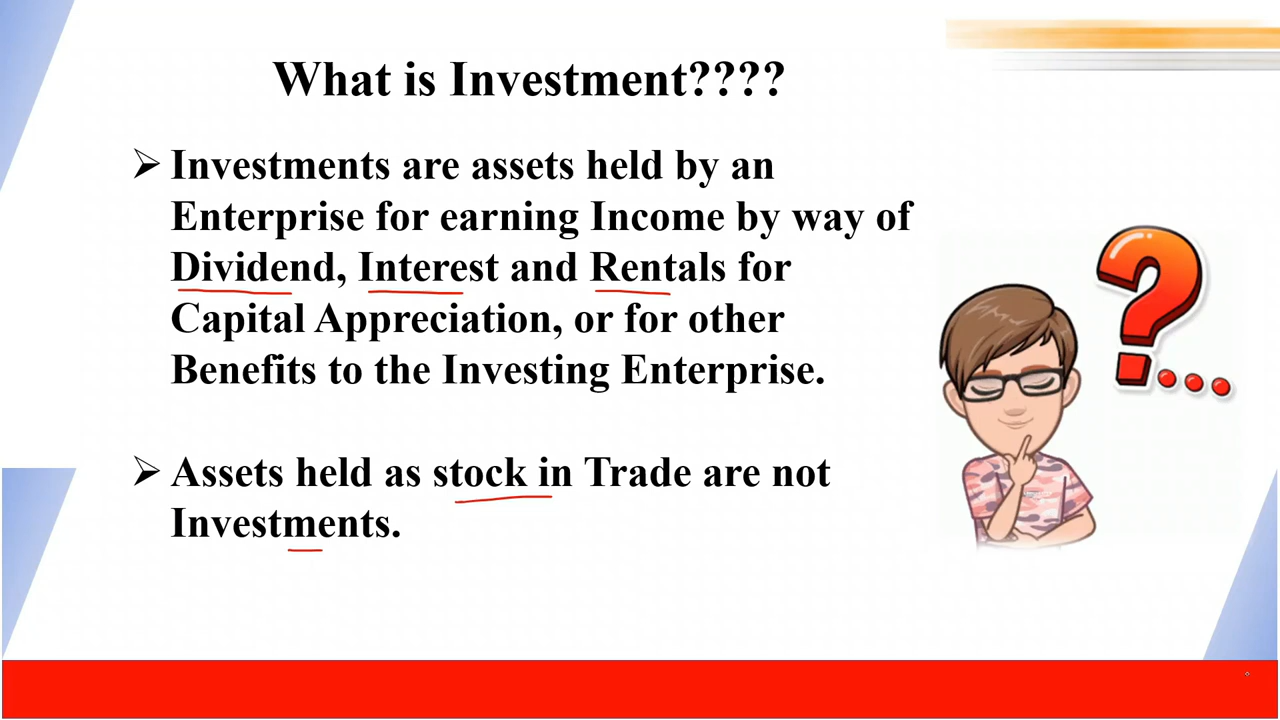 What is Investment????
➢ Investments are assets held by an
Enterprise for earning Income by way of
Dividend, Interest and Rentals for
Capital Appreciation, or for other
Benefits to the Investing Enterprise.
➢ Assets held as stock in Trade are not
Investments.